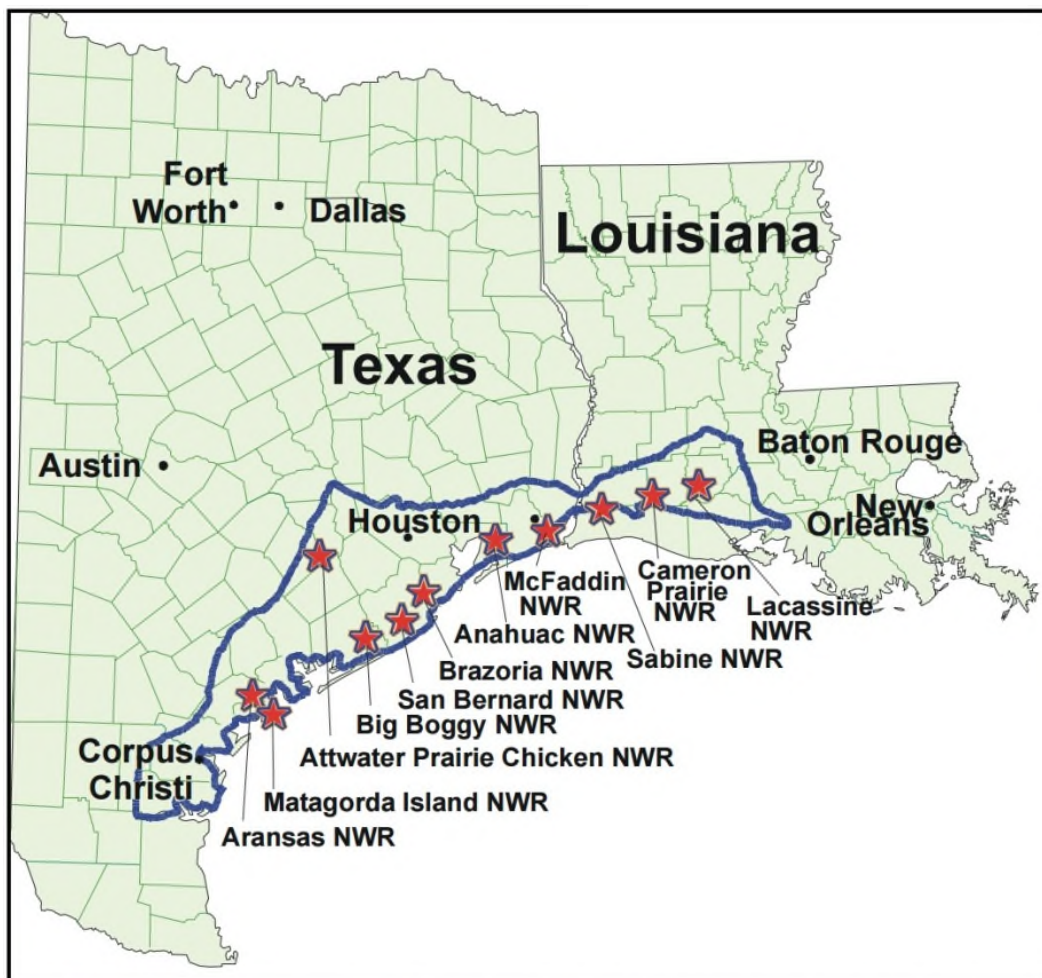 Fort
Worth
Dallas
Louisiana
Texas
Austin
Baton Rouge
New
Orleans
Houston
McFaddin
NWR
Cameron
Prairie
NWR
Lacassine
NWR
Anahuac NWR
Sabine NWR
Brazoria NWR
San Bernard NWR
Big Boggy NWR
Attwater Prairie Chicken NWR
Corpus
Christi
Matagorda Island NWR
Aransas NWR